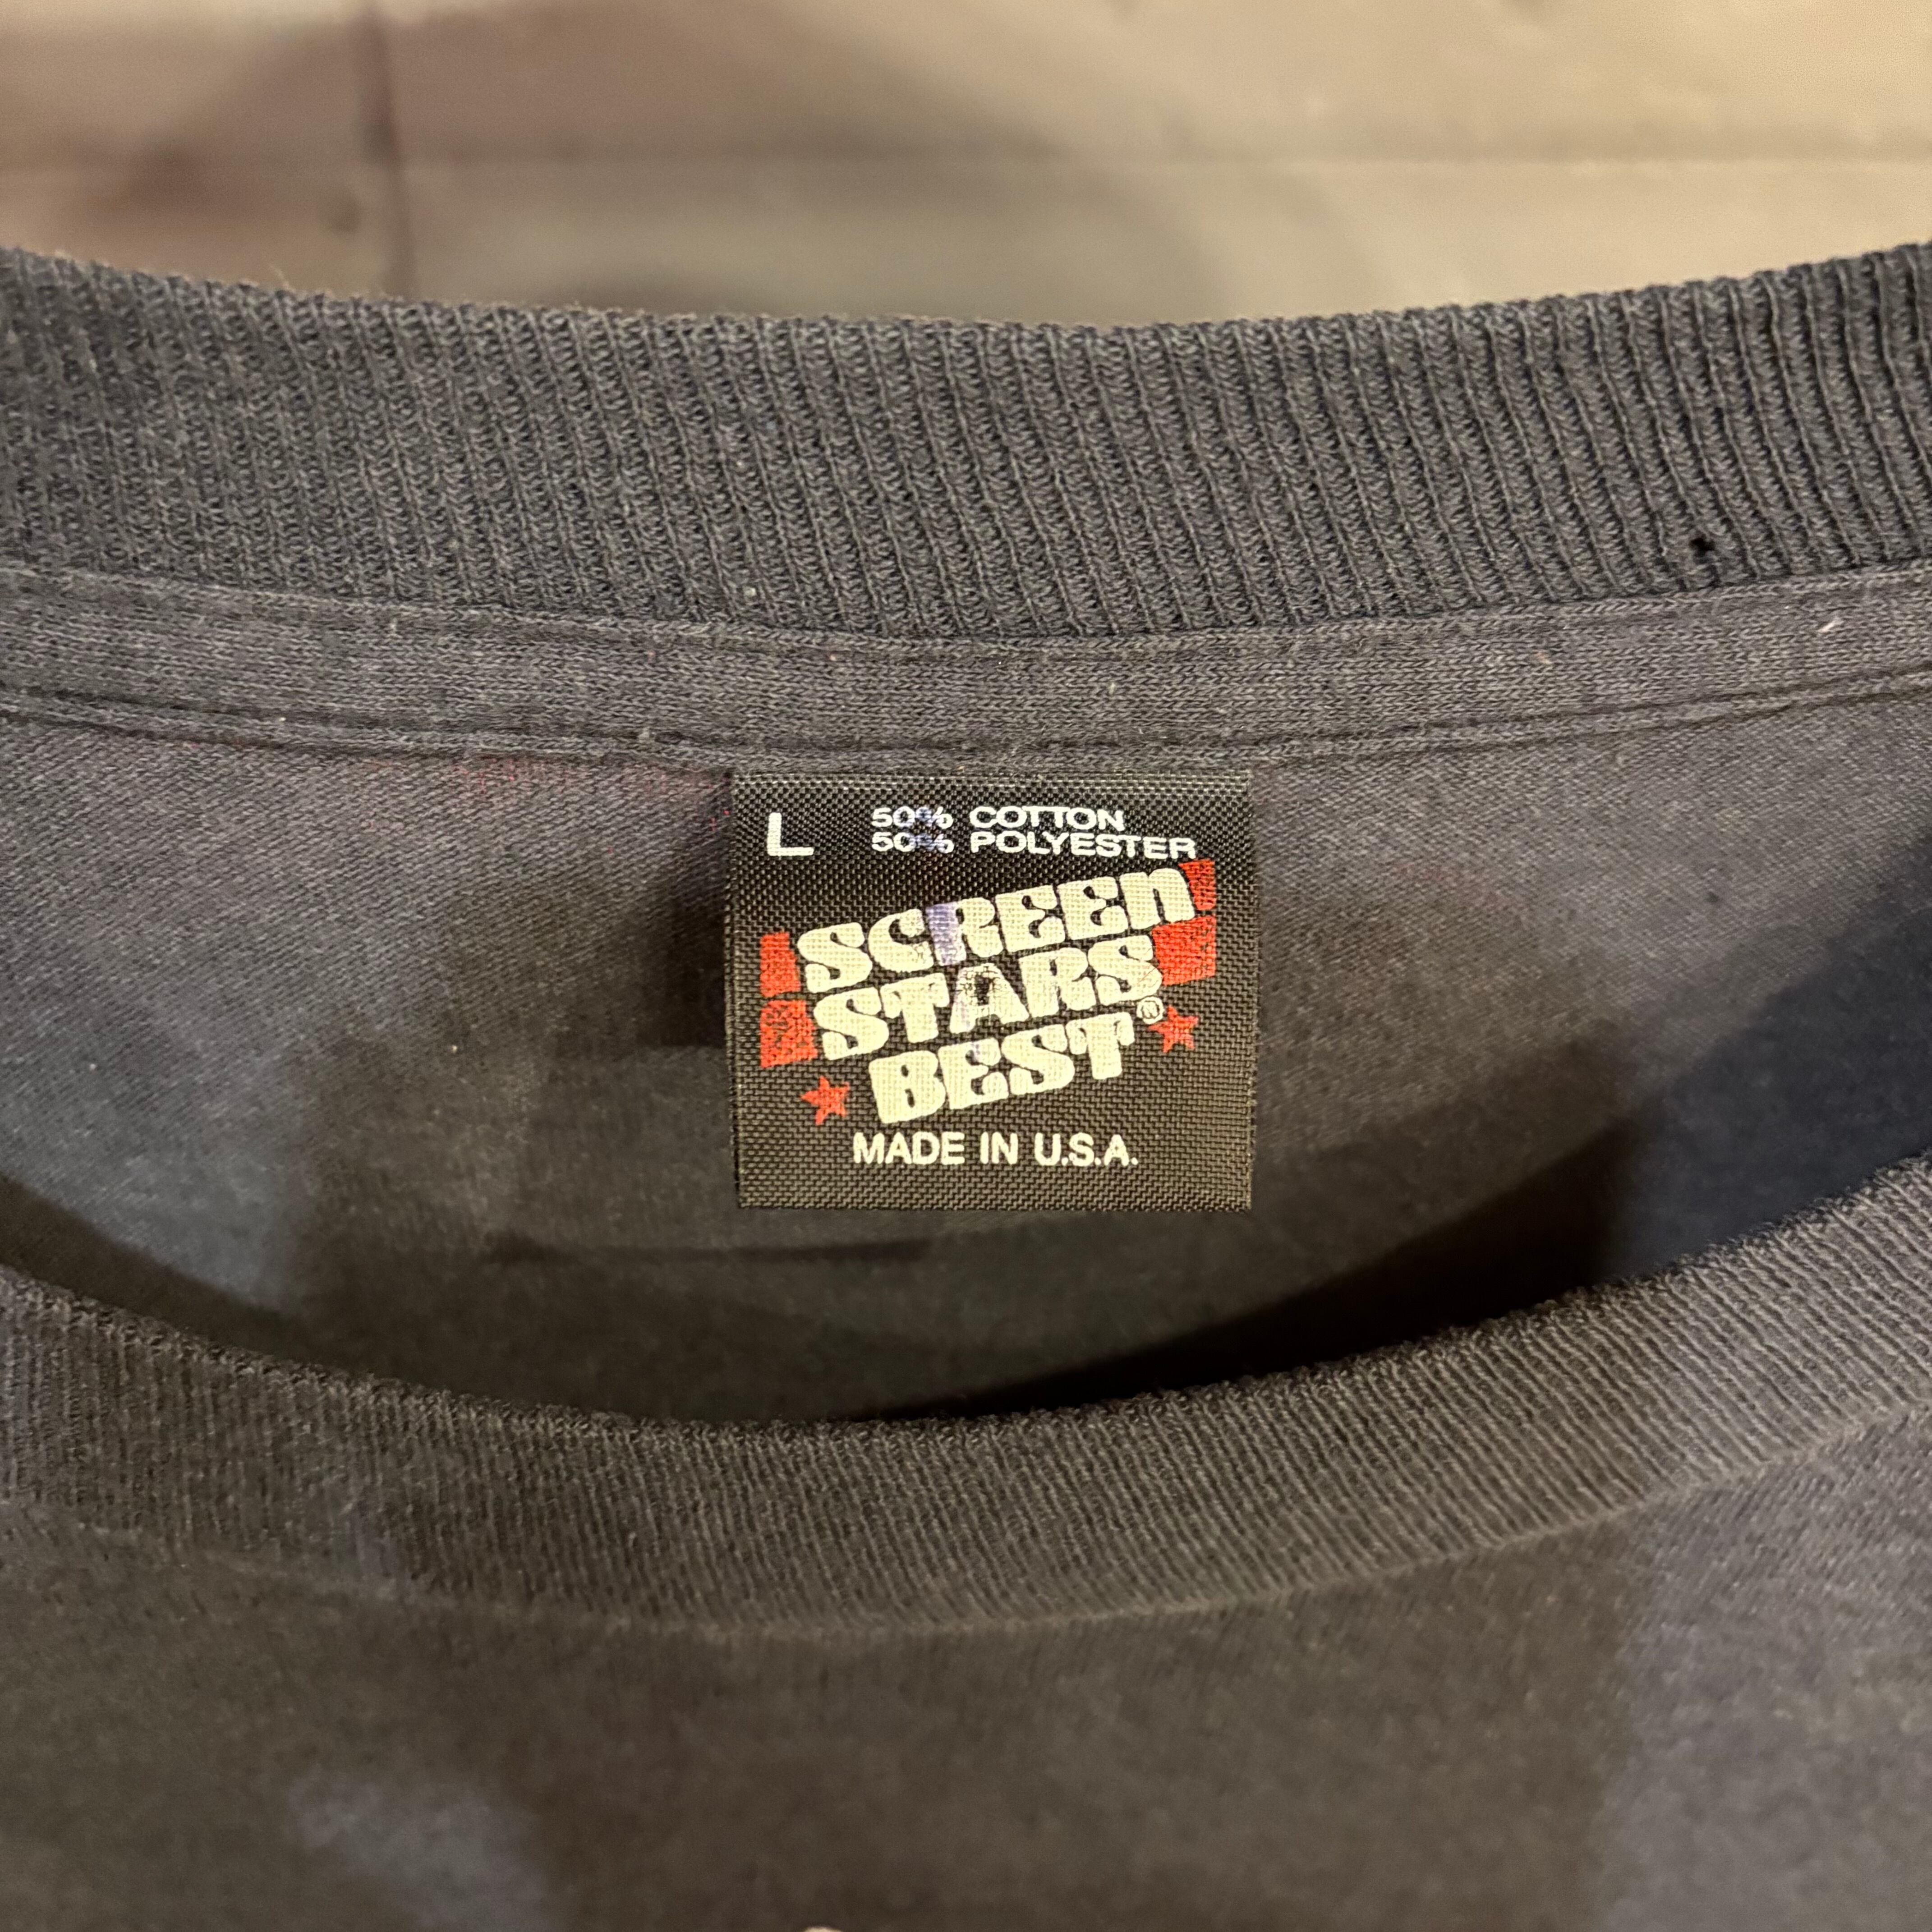 L 50% COTTON
50% POLYESTER
SCREEn
STARS
BEST®
MADE IN U.S.A.